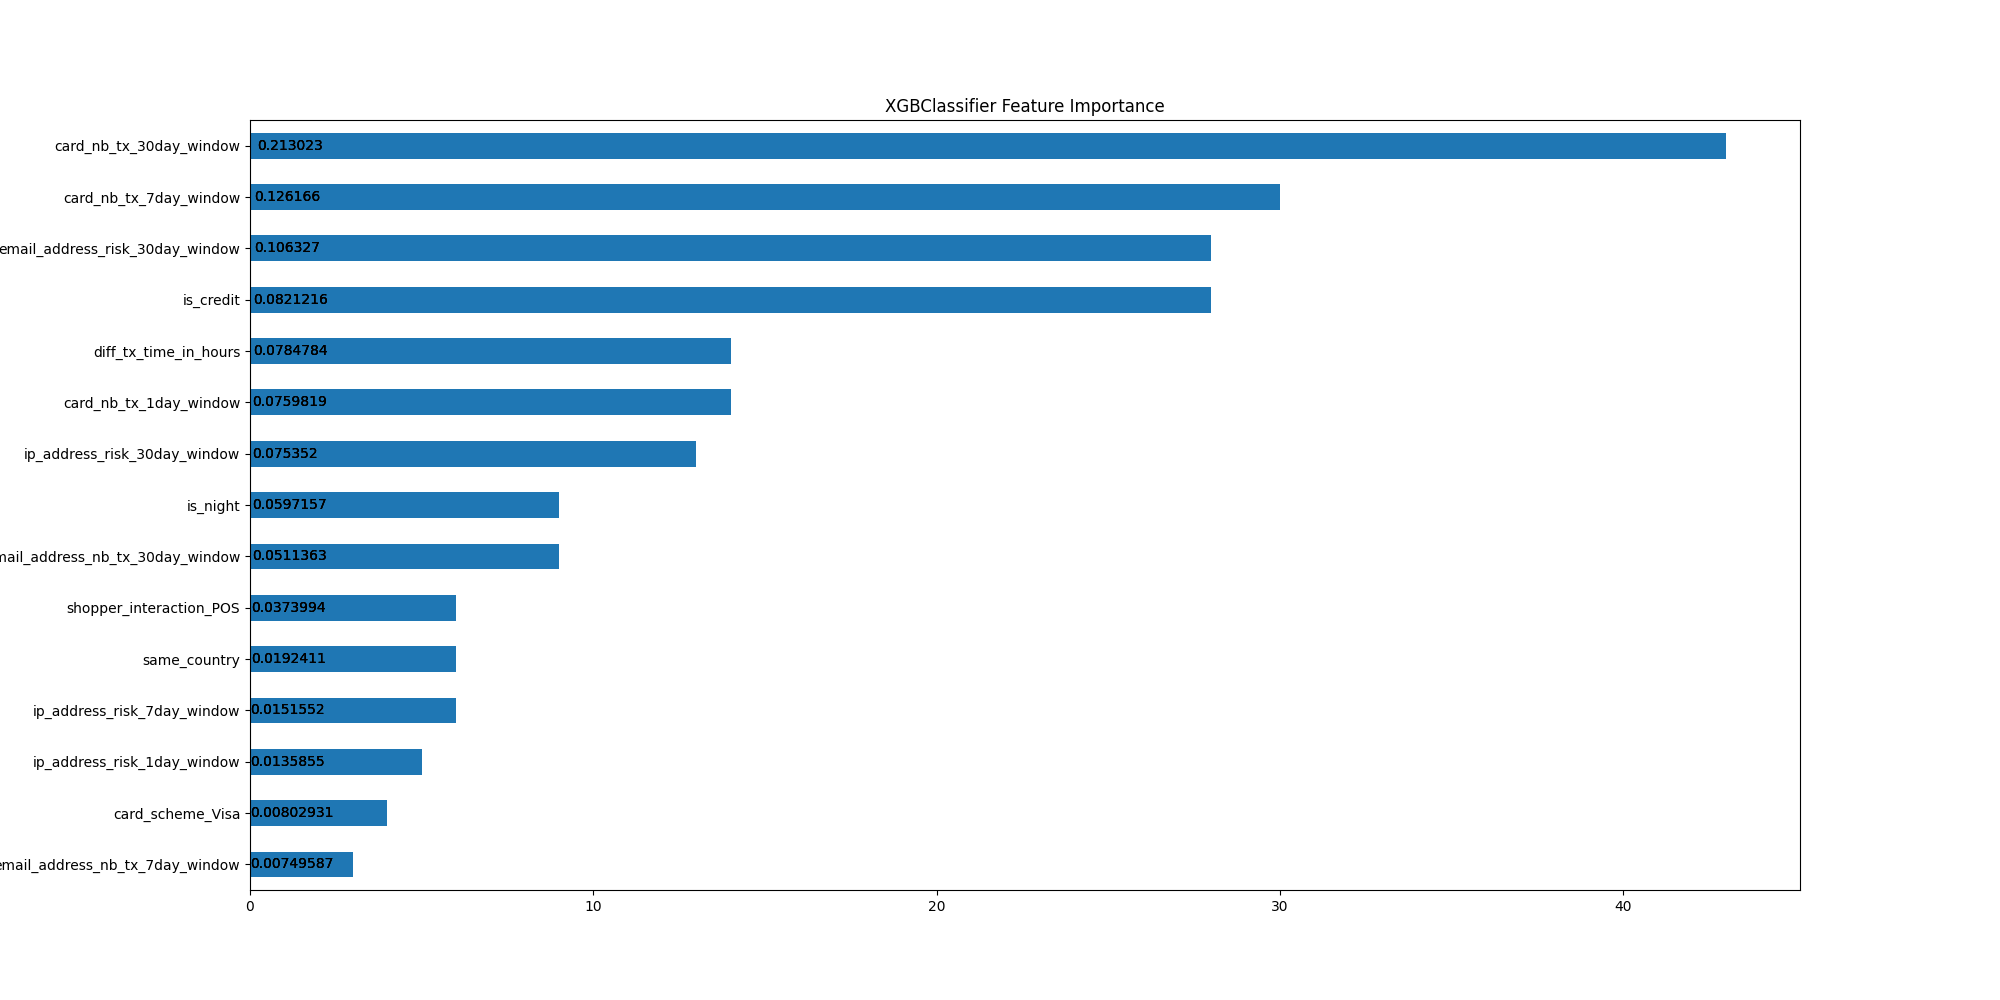 XGBClassifier Feature Importance
card_nb_tx_30day_window 0.213023
card_nb_tx_7day_window 0.126166
email_address_risk_30day_window 0.106327
is_credit 0.0821216
diff_tx_time_in_hours 0.0784784
card_nb_tx_1day_window 0.0759819
ip_address_risk_30day_window 0.075352
is_night 0.0597157
mail_address_nb_tx_30day_window 0.0511363
shopper_interaction_POS 0.0373994
same_country 0.0192411
ip_address_risk_7day_window 0.0151552
ip_address_risk_1day_window 0.0135855
card_scheme_Visa 0.00802931
email_address_nb_tx_7day_window 0.00749587
0 10 20 30 40